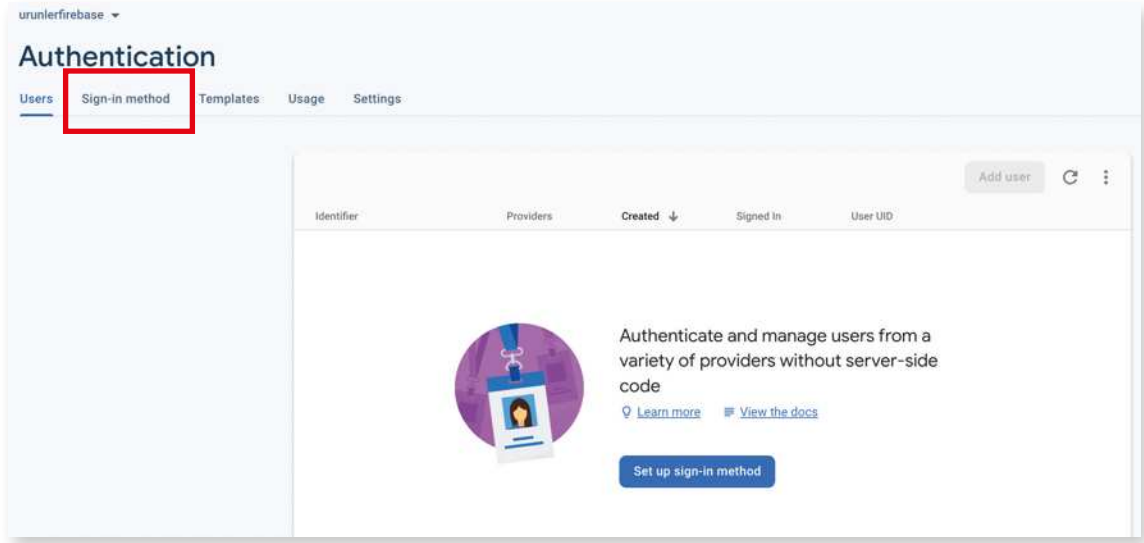 urunlerfirebase
Authentication
Users Sign-in method Templates Usage Settings
Add user
Identifier Providers Created Signed In User UID
Authenticate and manage users from a
variety of providers without server-side
code
Learn more View the docs
Set up sign-in method